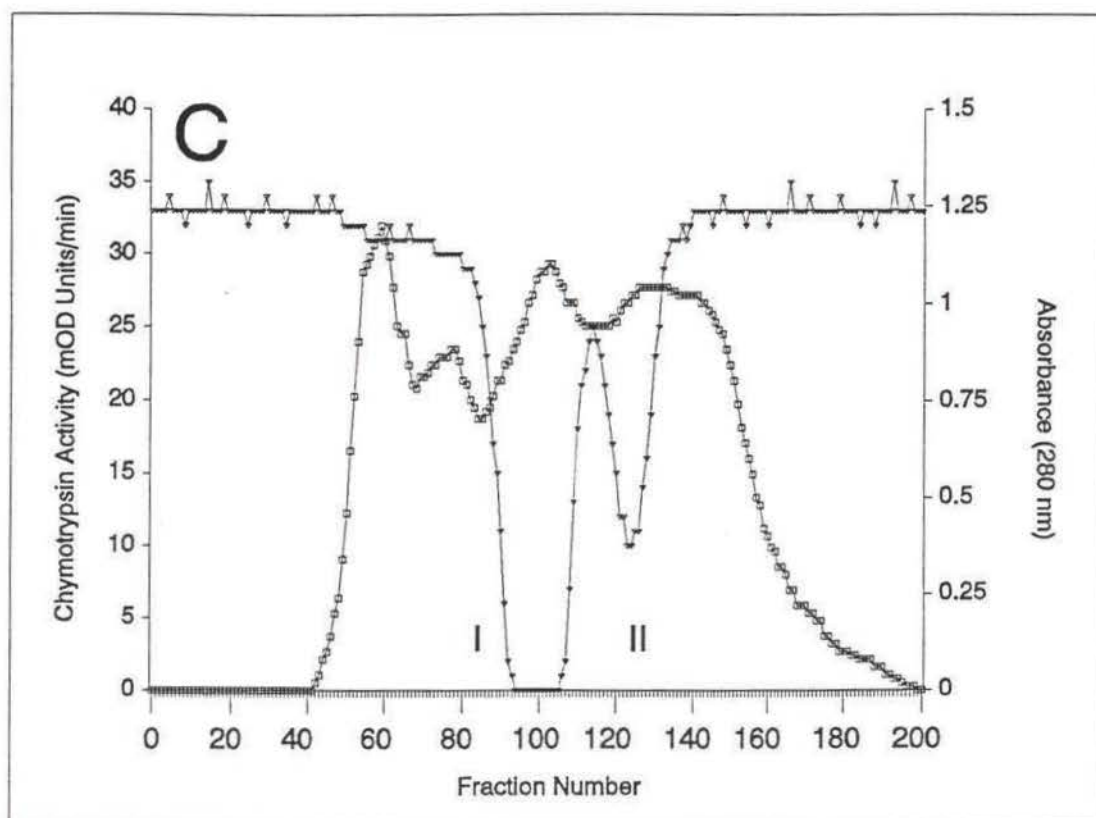 C
Chymotrypsin Activity (mOD Units/min)
40
35
30
25
20
15
10
5
0
I
II
0 20 40 60 80 100 120 140 160 180 200
Fraction Number
1.5
1.25
1
0.75
0.5
0.25
0
Absorbance (280 nm)